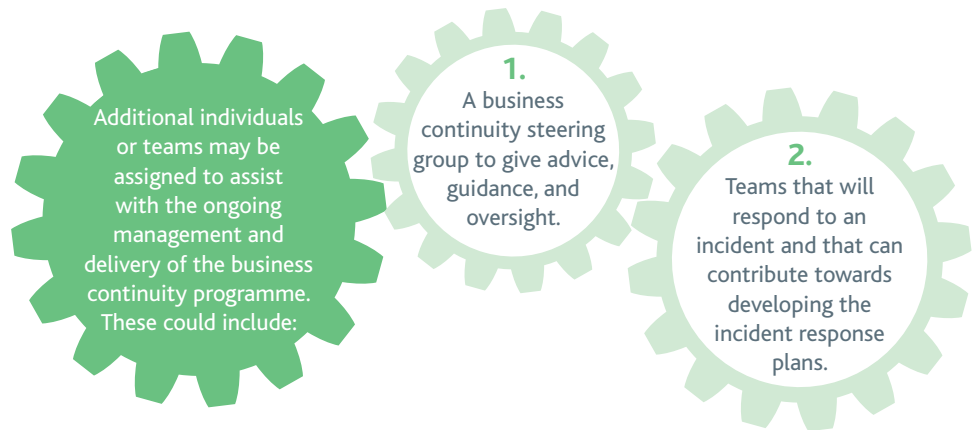 Additional individuals
or teams may be
assigned to assist
with the ongoing
management and
delivery of the business
continuity programme.
These could include:
1.
A business
continuity steering
group to give advice,
guidance, and
oversight.
2.
Teams that will
respond to an
incident and that can
contribute towards
developing the
incident response
plans.